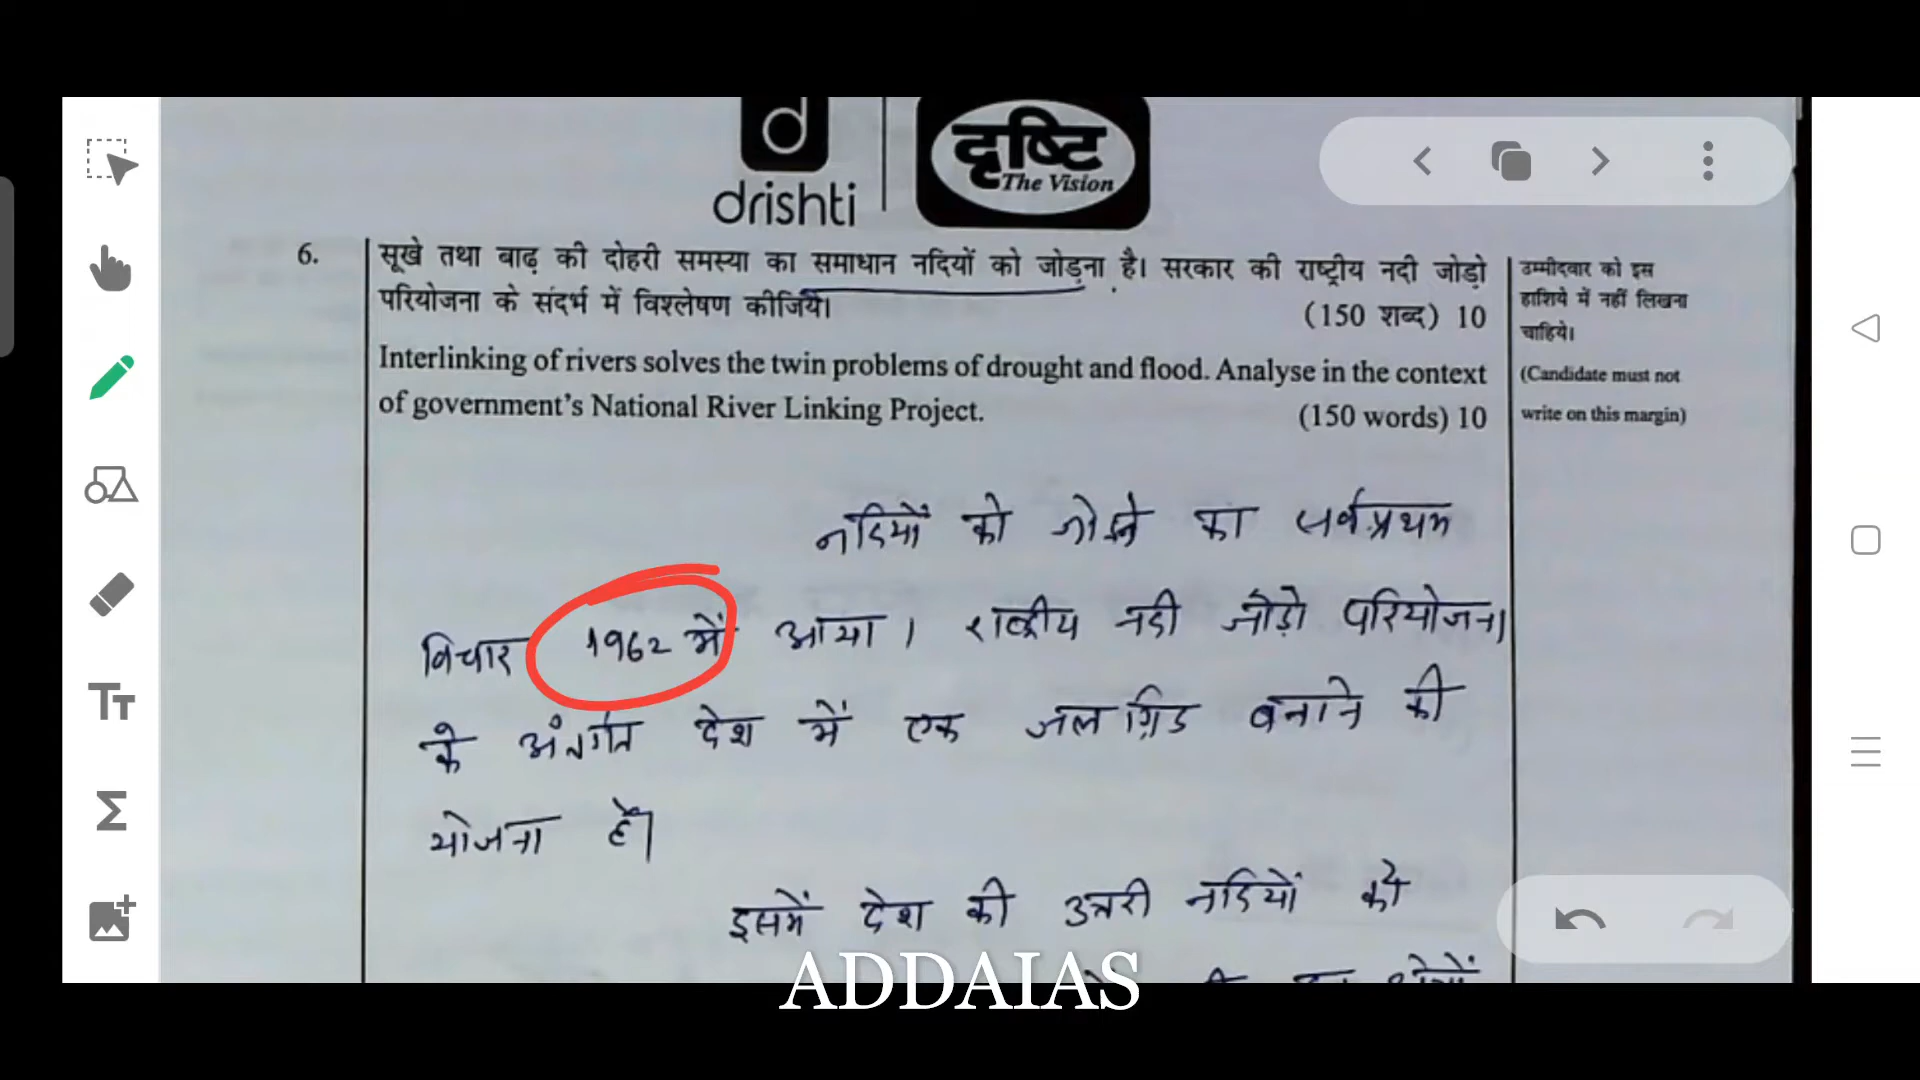 drishti
दृष्टि
The Vision
6.
सूखे तथा बाढ़ की दोहरी समस्या का समाधान नदियों को जोड़ना है। सरकार की राष्ट्रीय नदी जोड़ो
परियोजना के संदर्भ में विश्लेषण कीजिये।
(150 शब्द) 10
Interlinking of rivers solves the twin problems of drought and flood. Analyse in the context
of government's National River Linking Project.
(150 words) 10
उम्मीदवार को इस
हाशिये में नहीं लिखना
चाहिये।
(Candidate must not
write on this margin)
नदियों को जोड़ने का सर्वप्रथम
विचार 1962 में आया। राष्ट्रीय नदी जोड़ो परियोजना
के अंतर्गत देश में एक जलग्रिड बनाने की
योजना है।
इसमें देश की उत्तरी नदियों को
ADDAIAS